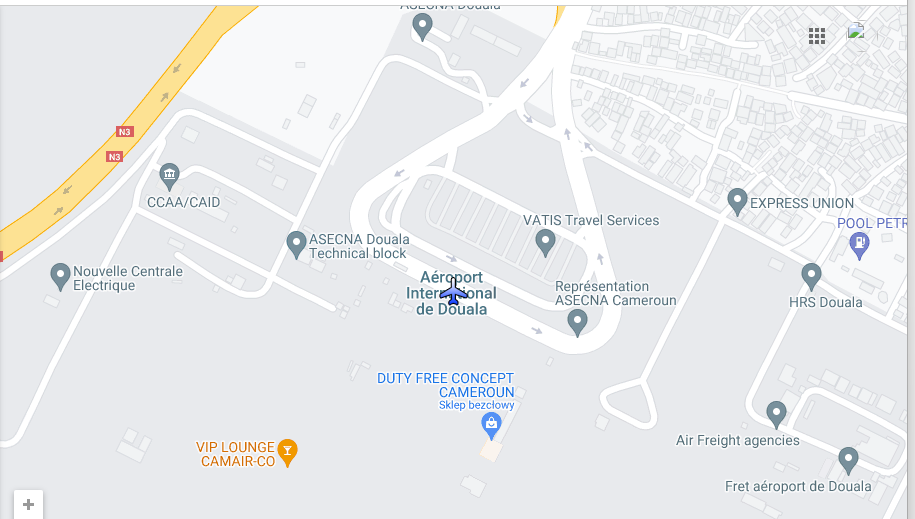 ASECNA Douala
N3
N3
CCAA/CAID
EXPRESS UNION
VATIS Travel Services
POOL PETR
ASECNA Douala
Technical block
Nouvelle Centrale
Electrique
Aéroport
International
de Douala
Représentation
ASECNA Cameroun
HRS Douala
DUTY FREE CONCEPT
CAMEROUN
Sklep bezcłowy
Air Freight agencies
VIP LOUNGE
CAMAIR-CO
Fret aéroport de Douala
+